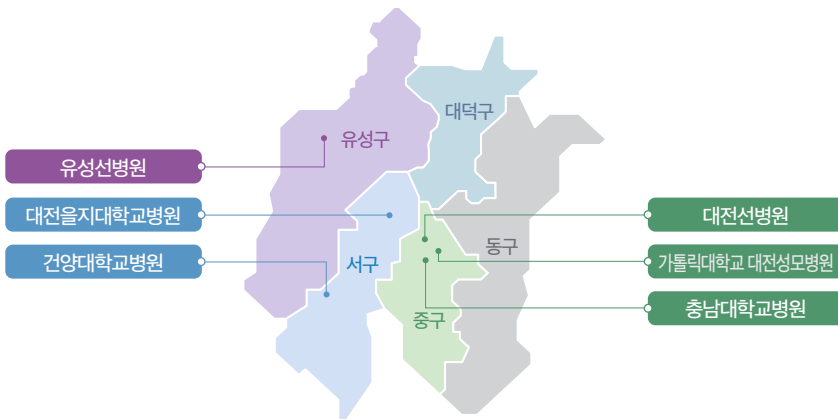 대덕구
유성구
유성선병원
대전을지대학교병원
대전선병원
동구
건양대학교병원
서구
가톨릭대학교 대전성모병원
충남대학교병원
중구